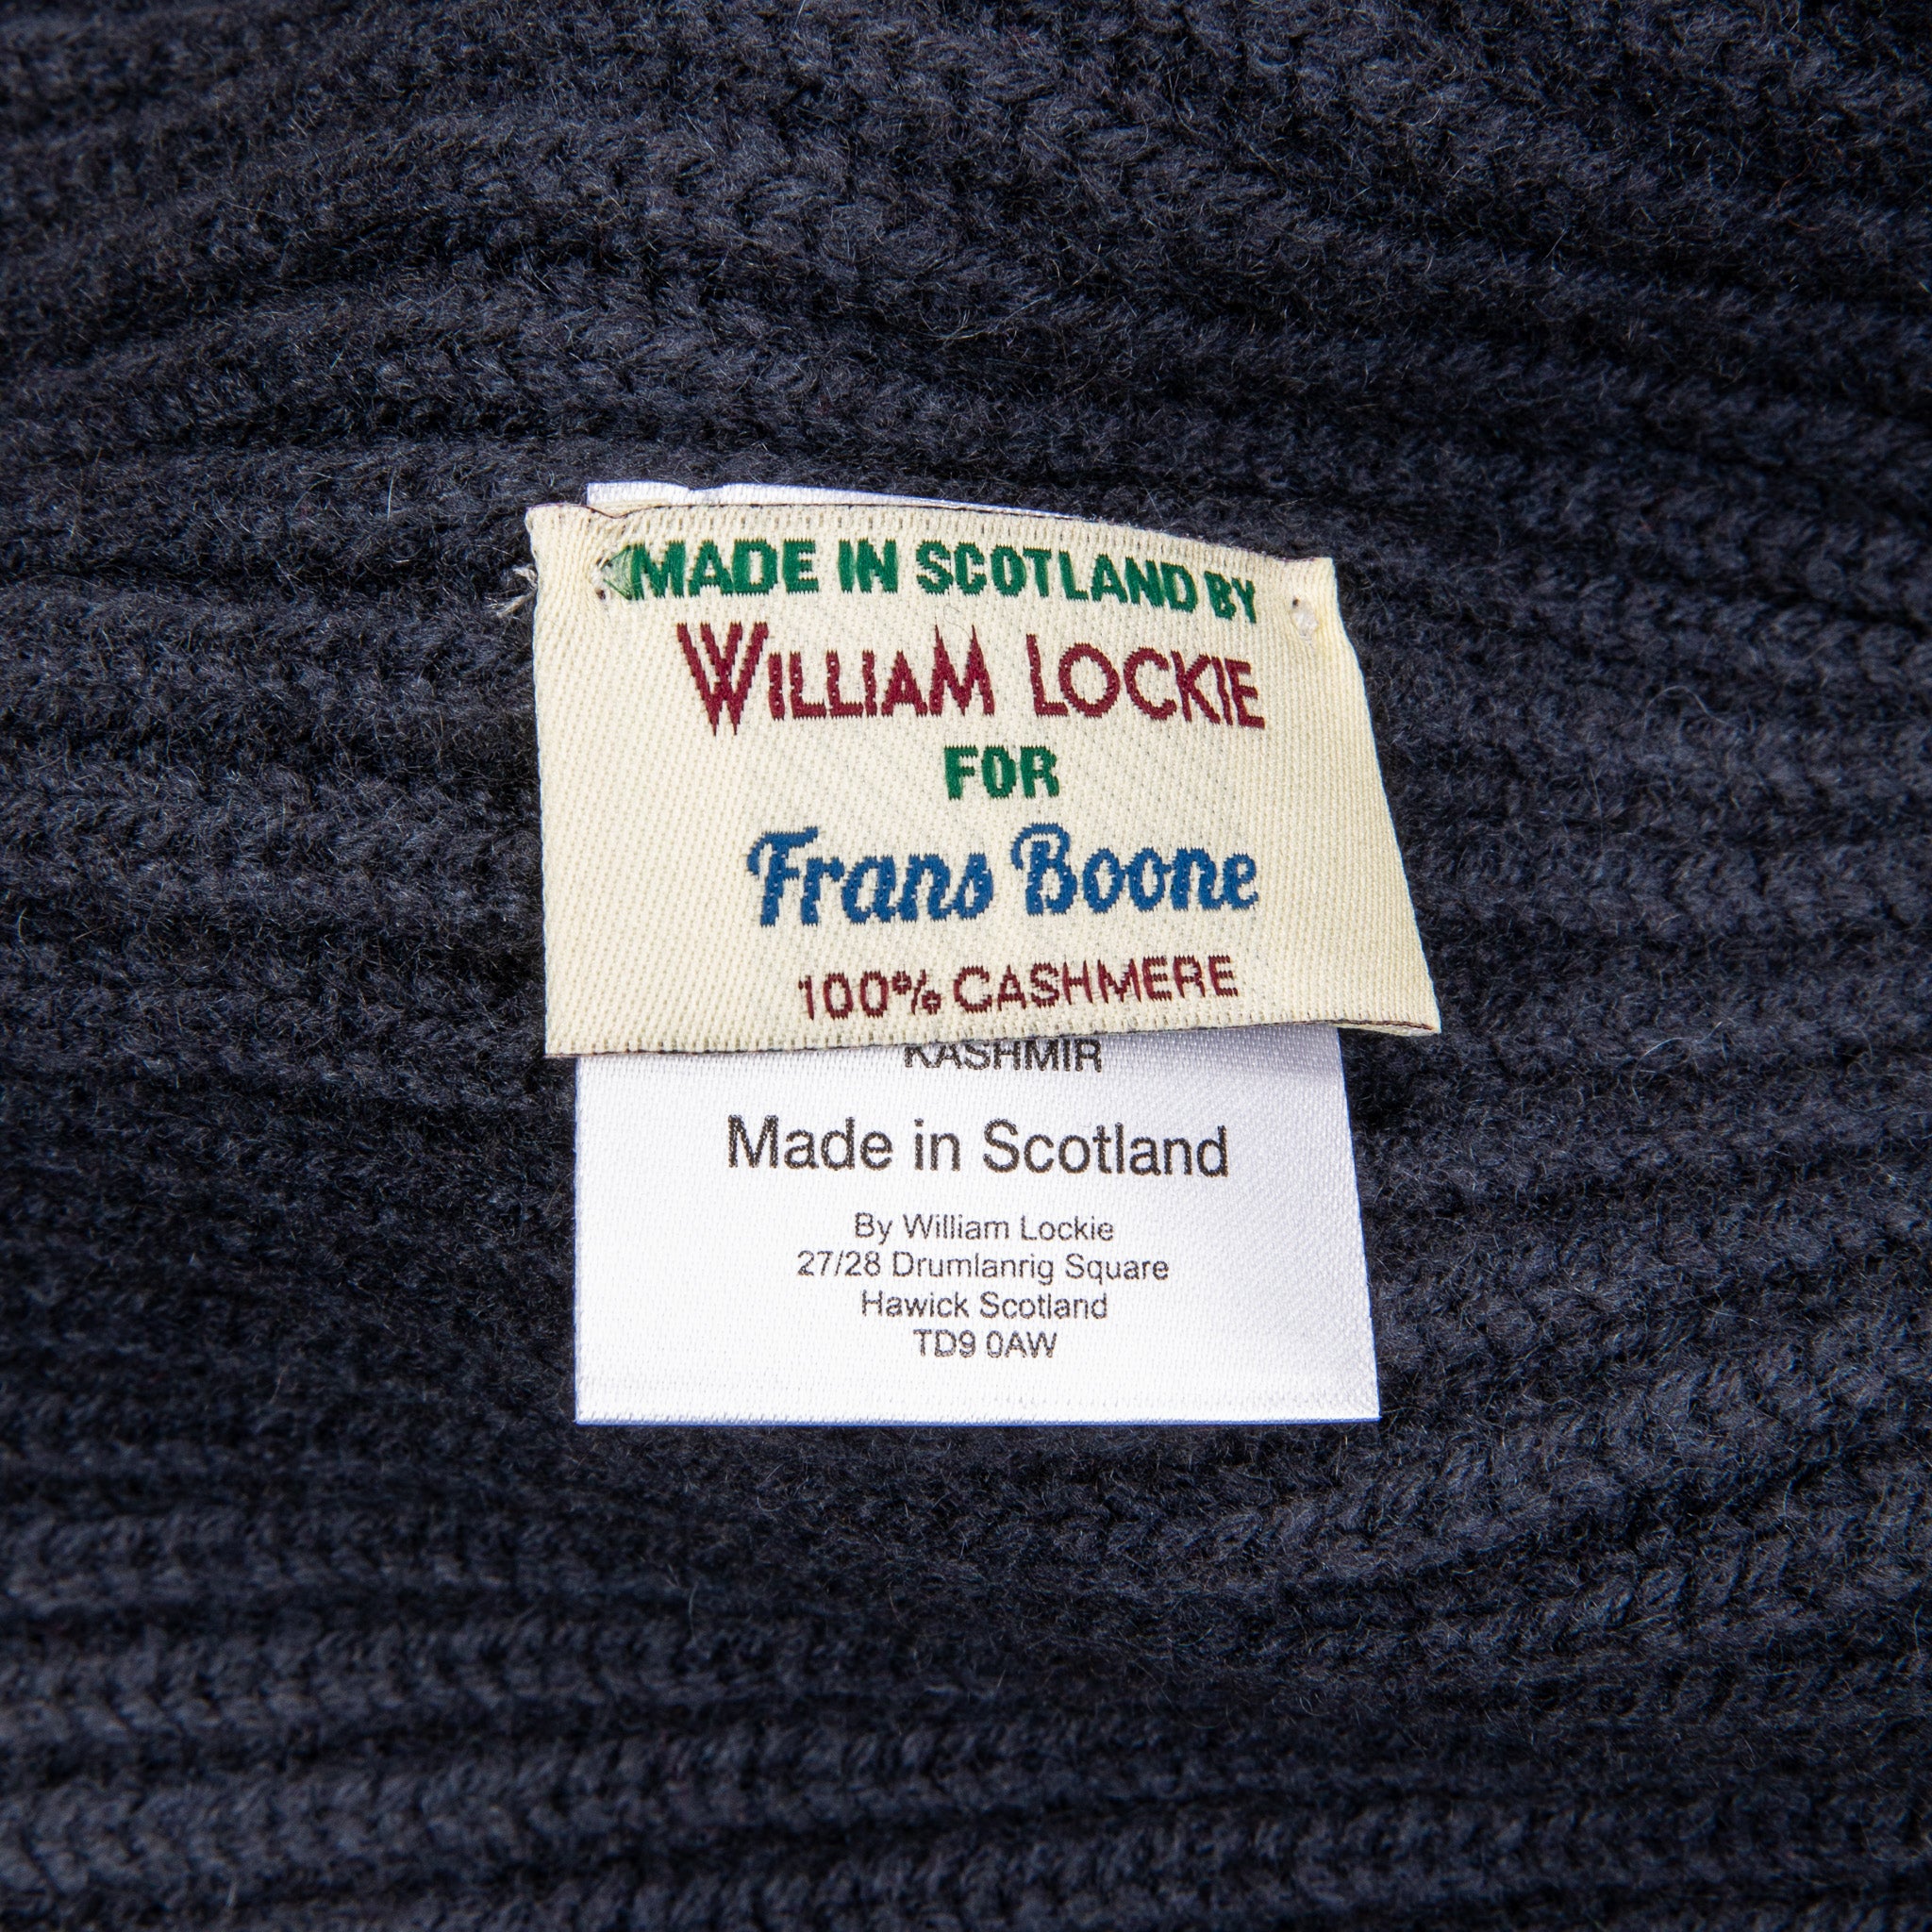 MADE IN SCOTLAND BY
WILLIAM LOCKIE
FOR
Frans Boone
100% CASHMERE
KASHMIR
Made in Scotland
By William Lockie
27/28 Drumlanrig Square
Hawick Scotland
TD9 0AW